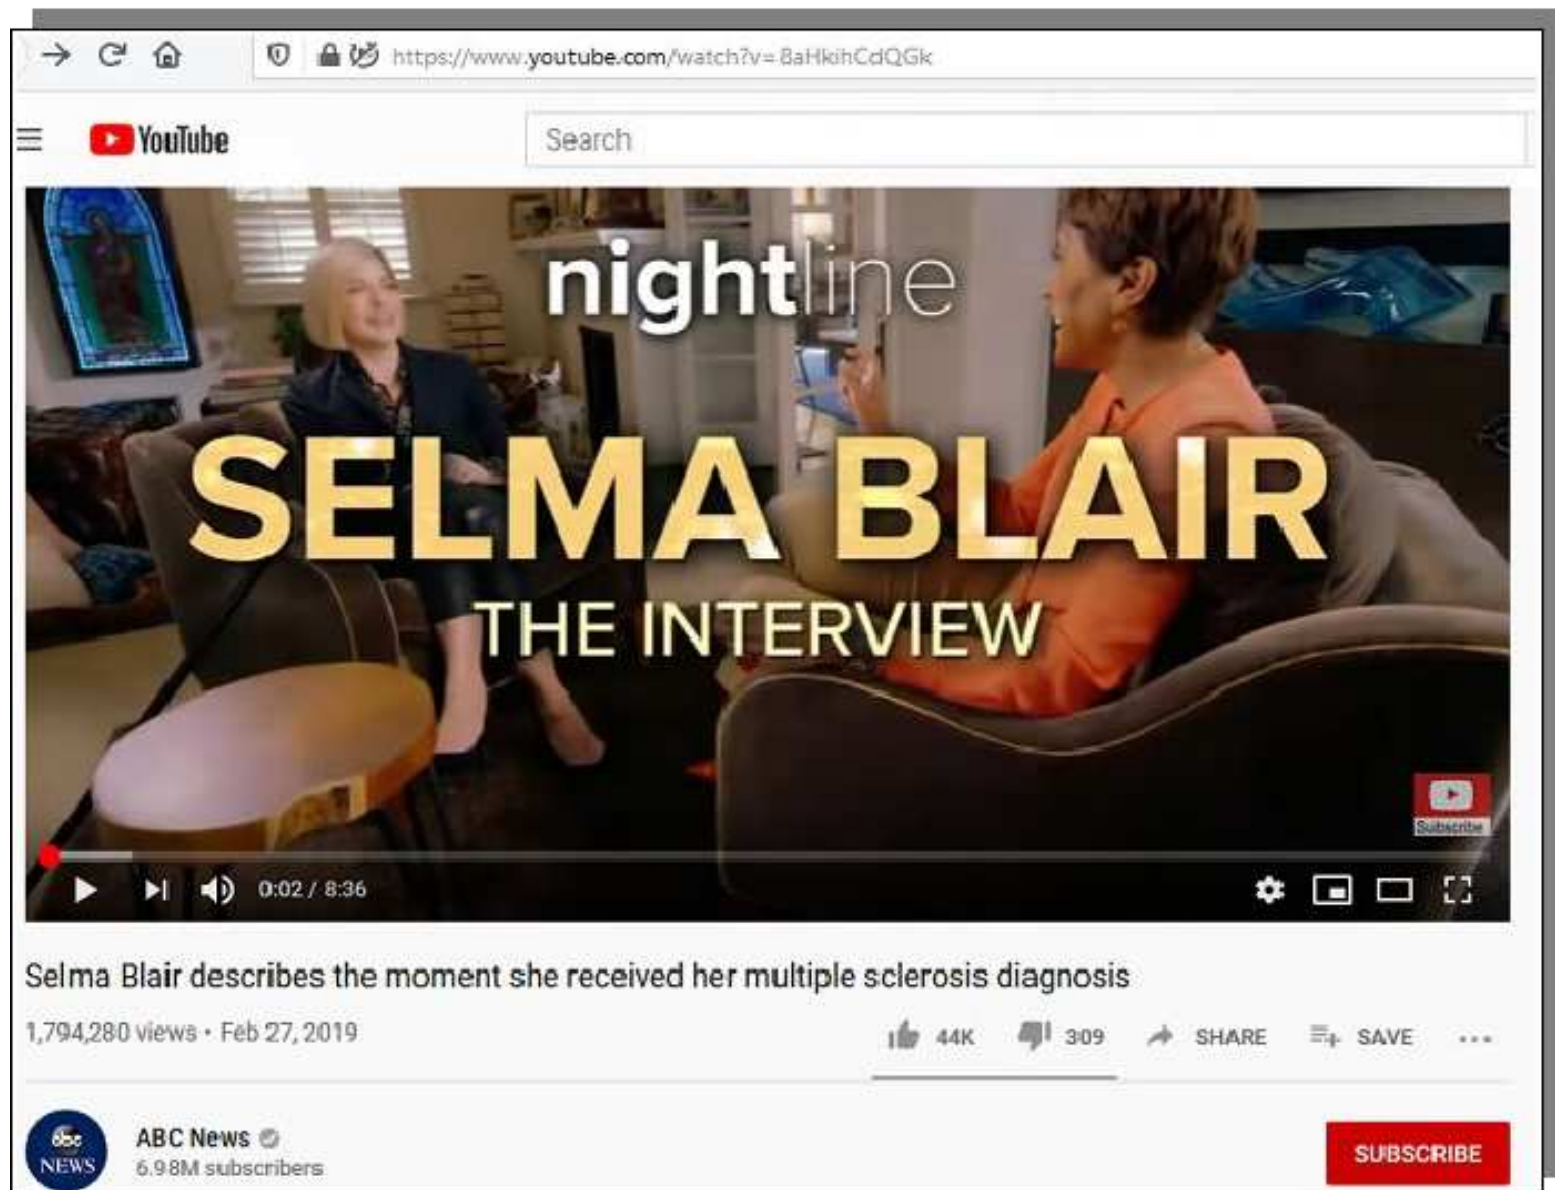 https://www.youtube.com/watch?v=8aHkihCdQGk
YouTube
Search
nightline
SELMA BLAIR
THE INTERVIEW
Subscribe
0:02 / 8:36
Selma Blair describes the moment she received her multiple sclerosis diagnosis
1,794,280 views • Feb 27, 2019
44K 309 SHARE SAVE
abc
NEWS
ABC News
6.98M subscribers
SUBSCRIBE